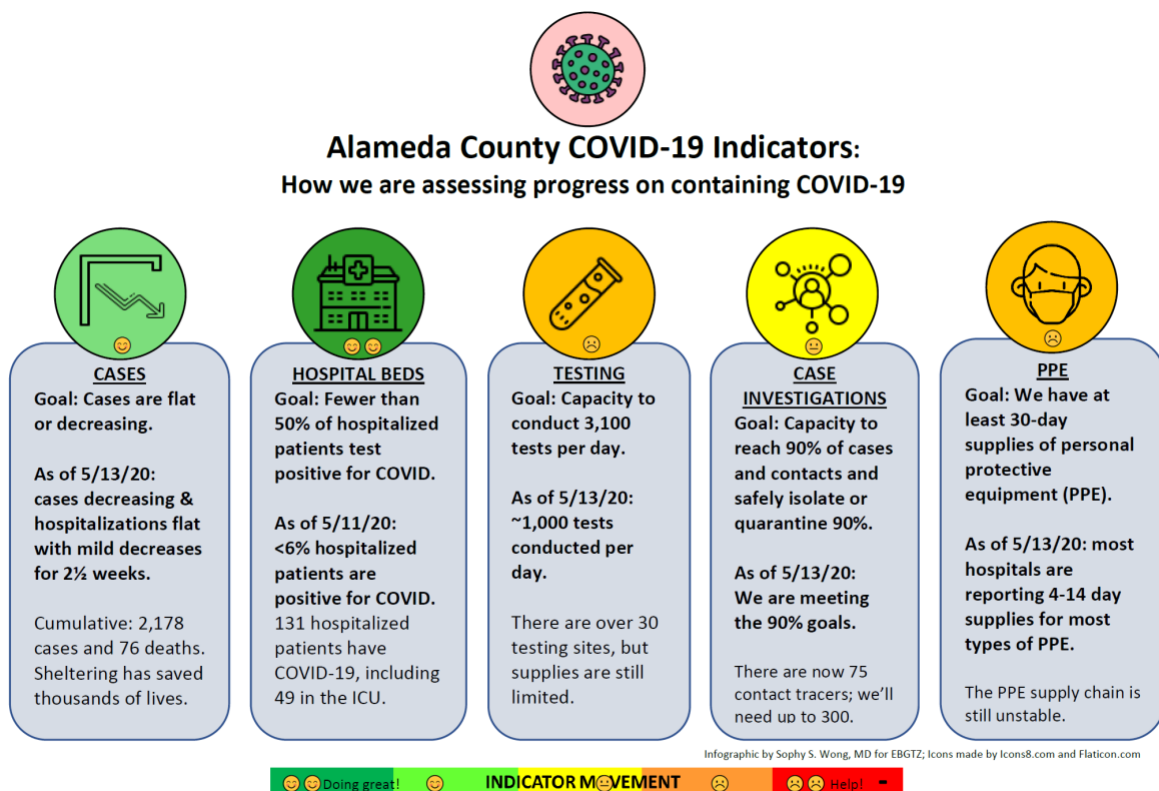 Alameda County COVID-19 Indicators:
How we are assessing progress on containing COVID-19
CASES
Goal: Cases are flat
or decreasing.
As of 5/13/20:
cases decreasing &
hospitalizations flat
with mild decreases
for 2½ weeks.
Cumulative: 2,178
cases and 76 deaths.
Sheltering has saved
thousands of lives.
HOSPITAL BEDS
Goal: Fewer than
50% of hospitalized
patients test
positive for COVID.
As of 5/11/20:
<6% hospitalized
patients are
positive for COVID.
131 hospitalized
patients have
COVID-19, including
49 in the ICU.
TESTING
Goal: Capacity to
conduct 3,100
tests per day.
As of 5/13/20:
~1,000 tests
conducted per
day.
There are over 30
testing sites, but
supplies are still
limited.
CASE
INVESTIGATIONS
Goal: Capacity to
reach 90% of cases
and contacts and
safely isolate or
quarantine 90%.
As of 5/13/20:
We are meeting
the 90% goals.
There are now 75
contact tracers; we'll
need up to 300.
PPE
Goal: We have at
least 30-day
supplies of personal
protective
equipment (PPE).
As of 5/13/20: most
hospitals are
reporting 4-14 day
supplies for most
types of PPE.
The PPE supply chain is
still unstable.
Infographic by Sophy S. Wong, MD for EBGTZ; Icons made by Icons8.com and Flaticon.com
Doing great! INDICATOR MOVEMENT Help! -